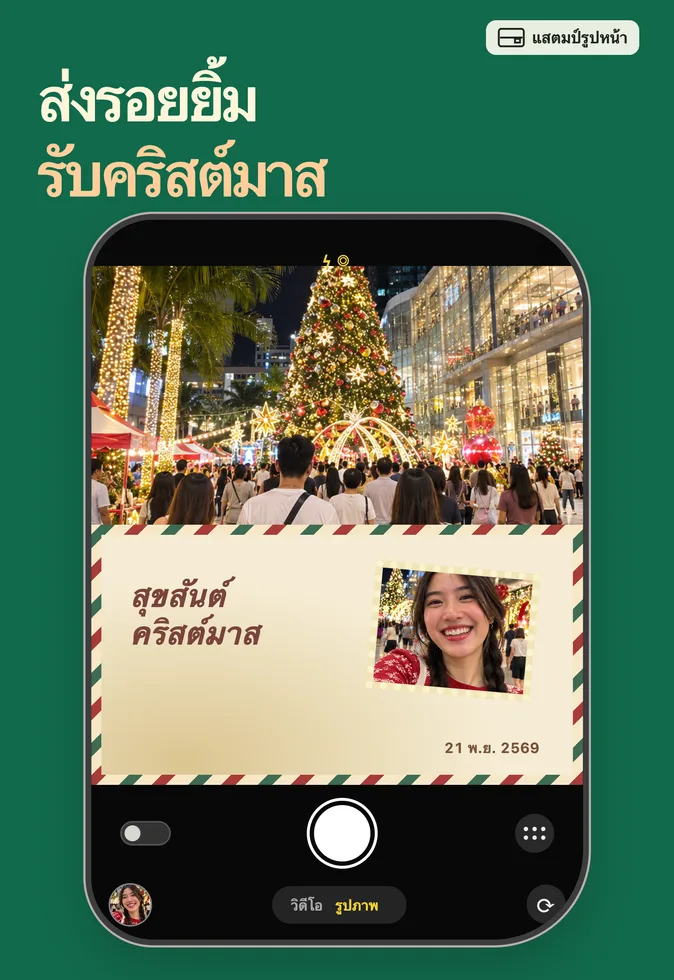 แสตมป์รูปหน้า
ส่งรอยยิ้ม
รับคริสต์มาส
สุขสันต์
คริสต์มาส
21 พ.ย. 2569
วิดีโอ รูปภาพ